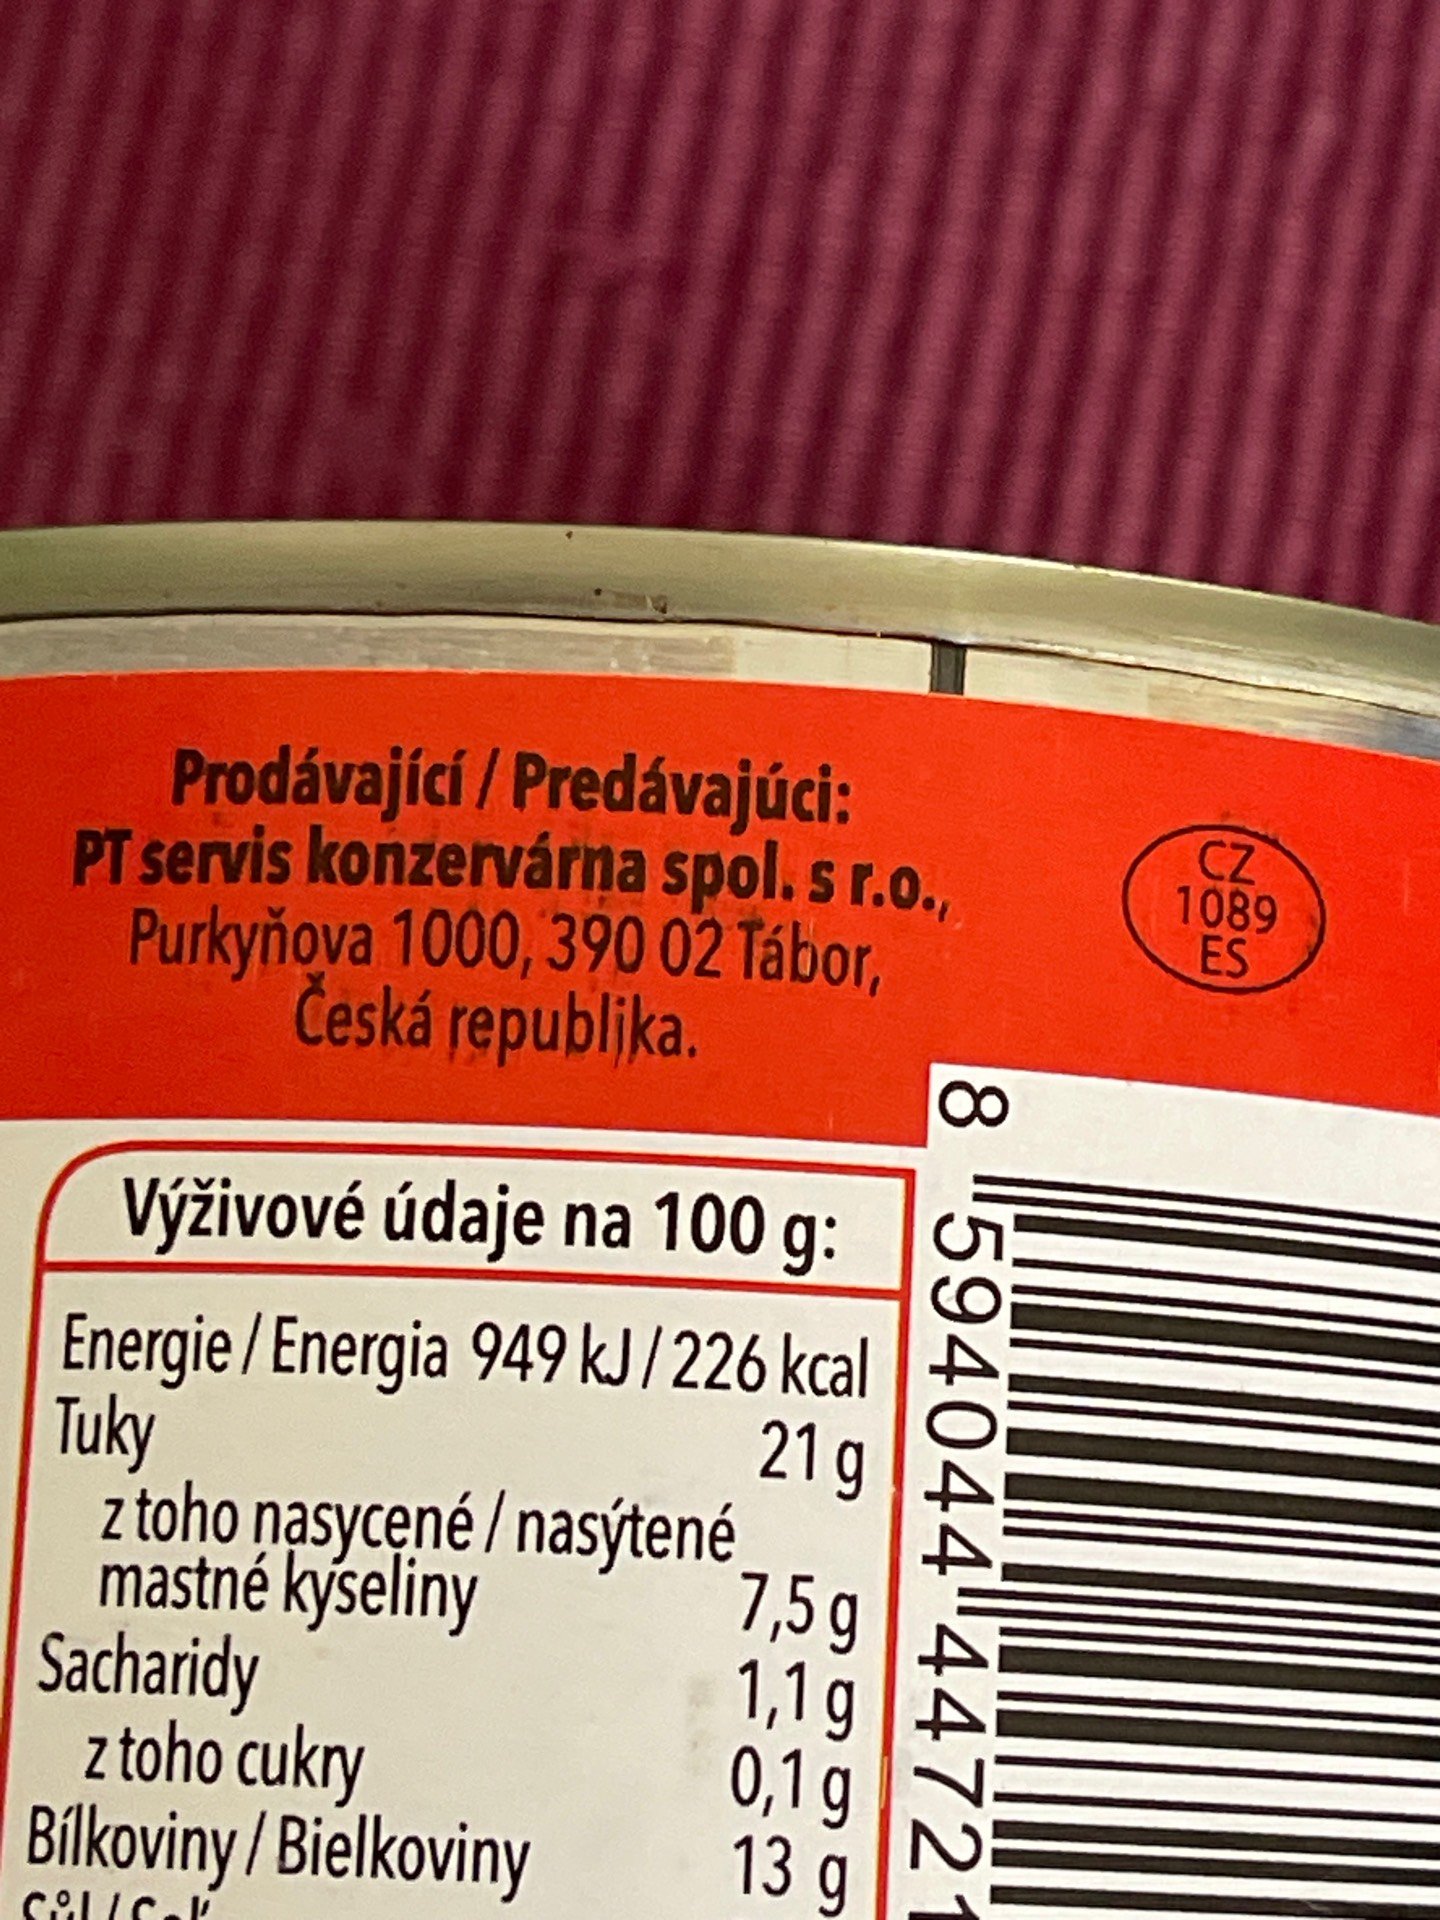 Prodávající / Predávajúci:
PT servis konzervárna spol. s r.o.,
Purkyňova 1000, 390 02 Tábor,
Česká republika.
CZ
1089
ES
Výživové údaje na 100 g:
Energie / Energia 949 kJ / 226 kcal
Tuky 21 g
z toho nasycené / nasýtené
mastné kyseliny 7,5 g
Sacharidy 1,1 g
z toho cukry 0,1 g
Bílkoviny / Bielkoviny 13 g
8 594044 44721